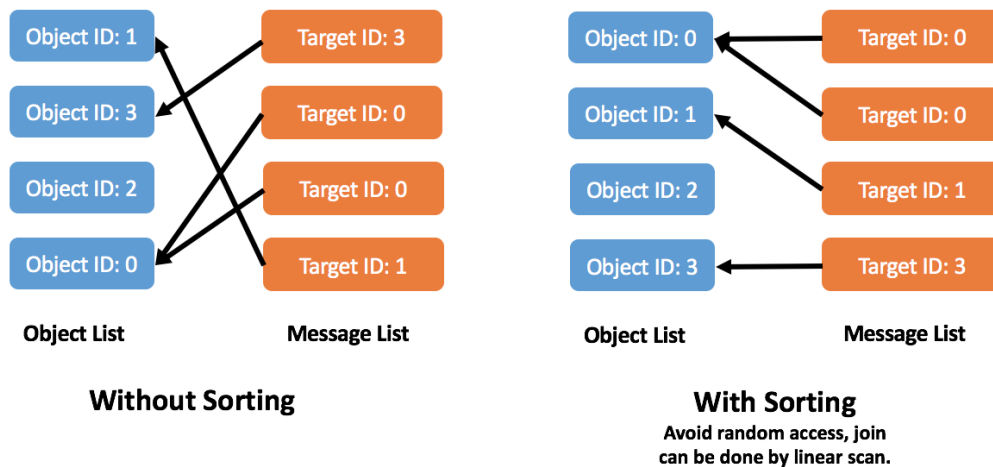 Object ID: 1
Target ID: 3
Object ID: 3
Target ID: 0
Object ID: 2
Target ID: 0
Object ID: 0
Target ID: 1
Object List
Message List
Without Sorting
Object ID: 0
Target ID: 0
Object ID: 1
Target ID: 0
Object ID: 2
Target ID: 1
Object ID: 3
Target ID: 3
Object List
Message List
With Sorting
Avoid random access, join
can be done by linear scan.